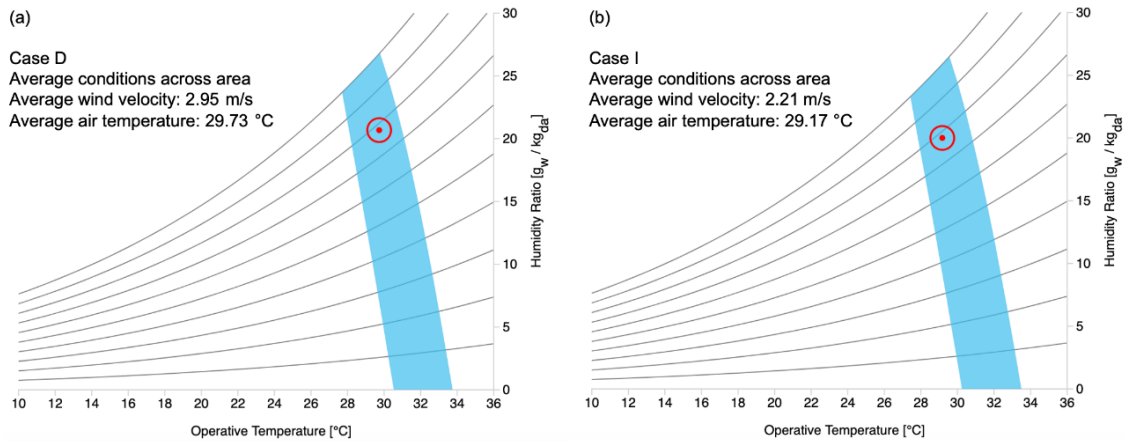 (a)
Case D
Average conditions across area
Average wind velocity: 2.95 m/s
Average air temperature: 29.73 °C
30
25
20
15
10
5
0
Humidity Ratio [gw / kgda]
10 12 14 16 18 20 22 24 26 28 30 32 34 36
Operative Temperature [°C]
(b)
Case I
Average conditions across area
Average wind velocity: 2.21 m/s
Average air temperature: 29.17 °C
30
25
20
15
10
5
0
Humidity Ratio [gw / kgda]
10 12 14 16 18 20 22 24 26 28 30 32 34 36
Operative Temperature [°C]